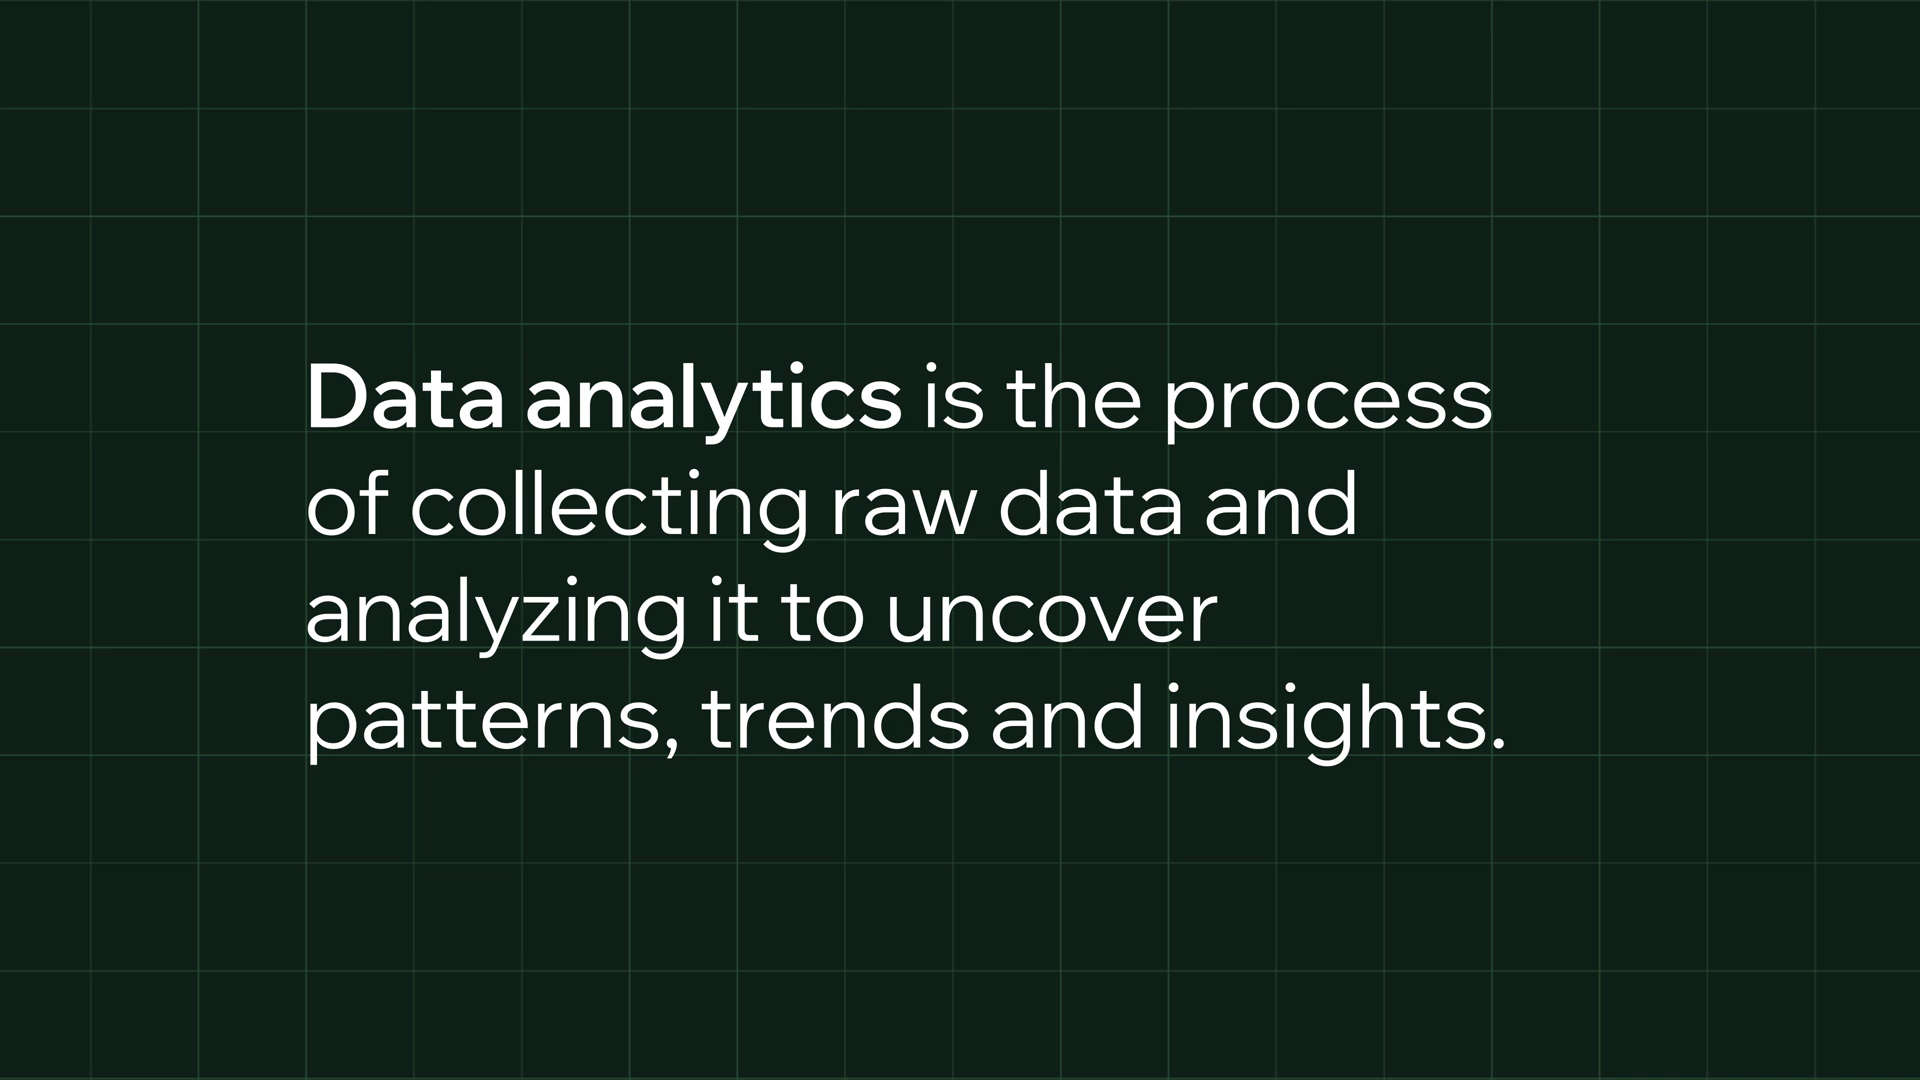 Data analytics is the process
of collecting raw data and
analyzing it to uncover
patterns, trends and insights.